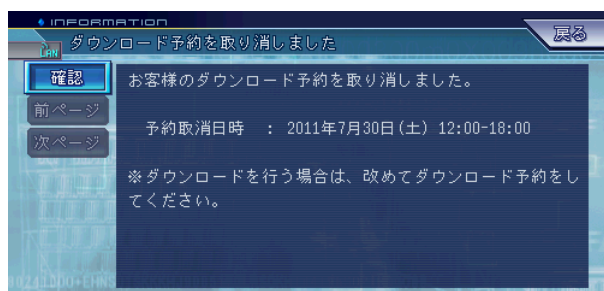 INFORMATION
LAN
ダウンロード予約を取り消しました
戻る
確認
前ページ
次ページ
お客様のダウンロード予約を取り消しました。
予約取消日時 : 2011年7月30日(土) 12:00-18:00
※ダウンロードを行う場合は、改めてダウンロード予約をし
てください。